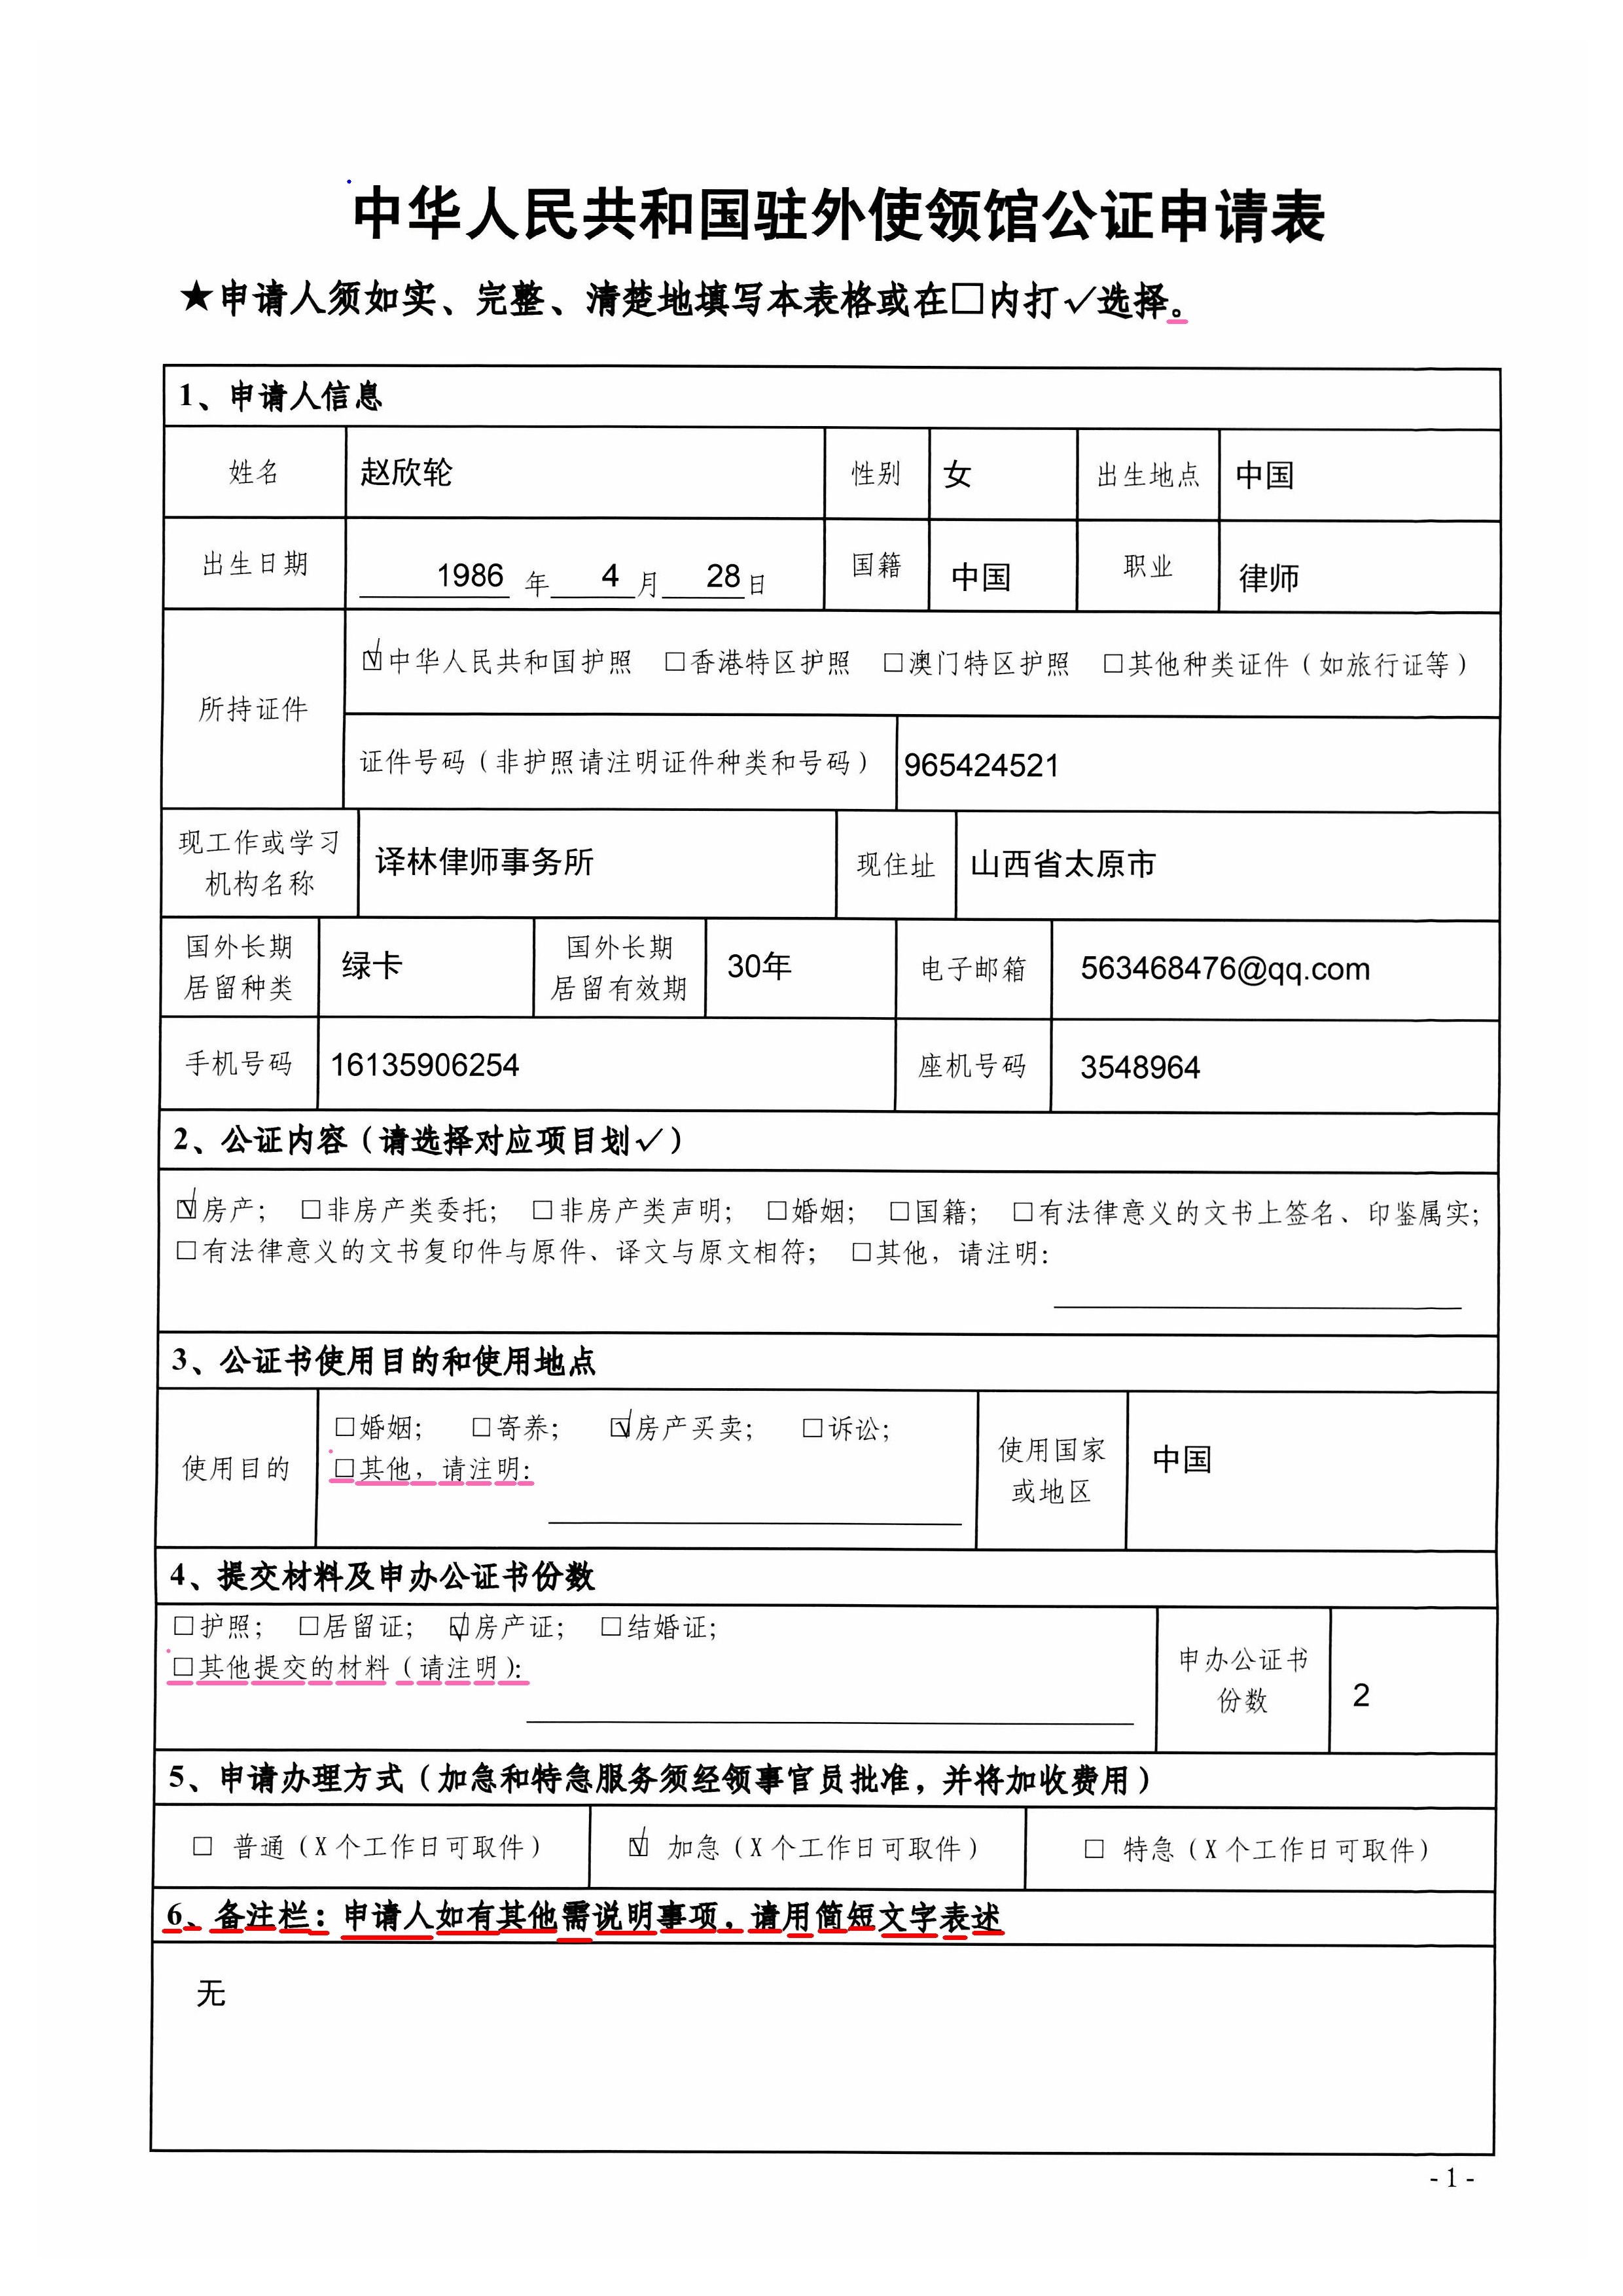 中华人民共和国驻外使领馆公证申请表
★申请人须如实、完整、清楚地填写本表格或在□内打√选择。
1、申请人信息
姓名 赵欣轮 性别 女 出生地点 中国
出生日期 1986 年 4 月 28 日 国籍 中国 职业 律师
所持证件
☑中华人民共和国护照 □香港特区护照 □澳门特区护照 □其他种类证件（如旅行证等）
证件号码（非护照请注明证件种类和号码） 965424521
现工作或学习
机构名称
译林律师事务所
现住址 山西省太原市
国外长期
居留种类
绿卡
国外长期
居留有效期
30年
电子邮箱 563468476@qq.com
手机号码 16135906254 座机号码 3548964
2、公证内容（请选择对应项目划√）
☑房产； □非房产类委托； □非房产类声明； □婚姻； □国籍； □有法律意义的文书上签名、印鉴属实；
□有法律意义的文书复印件与原件、译文与原文相符； □其他，请注明：
3、公证书使用目的和使用地点
使用目的
□婚姻； □寄养； ☑房产买卖； □诉讼；
□其他，请注明：
使用国家
或地区
中国
4、提交材料及申办公证书份数
□护照； □居留证； ☑房产证； □结婚证；
□其他提交的材料（请注明）：
申办公证书
份数
2
5、申请办理方式（加急和特急服务须经领事官员批准，并将加收费用）
□ 普通（X 个工作日可取件） ☑ 加急（X 个工作日可取件） □ 特急（X 个工作日可取件）
6、备注栏：申请人如有其他需说明事项，请用简短文字表述
无
- 1 -